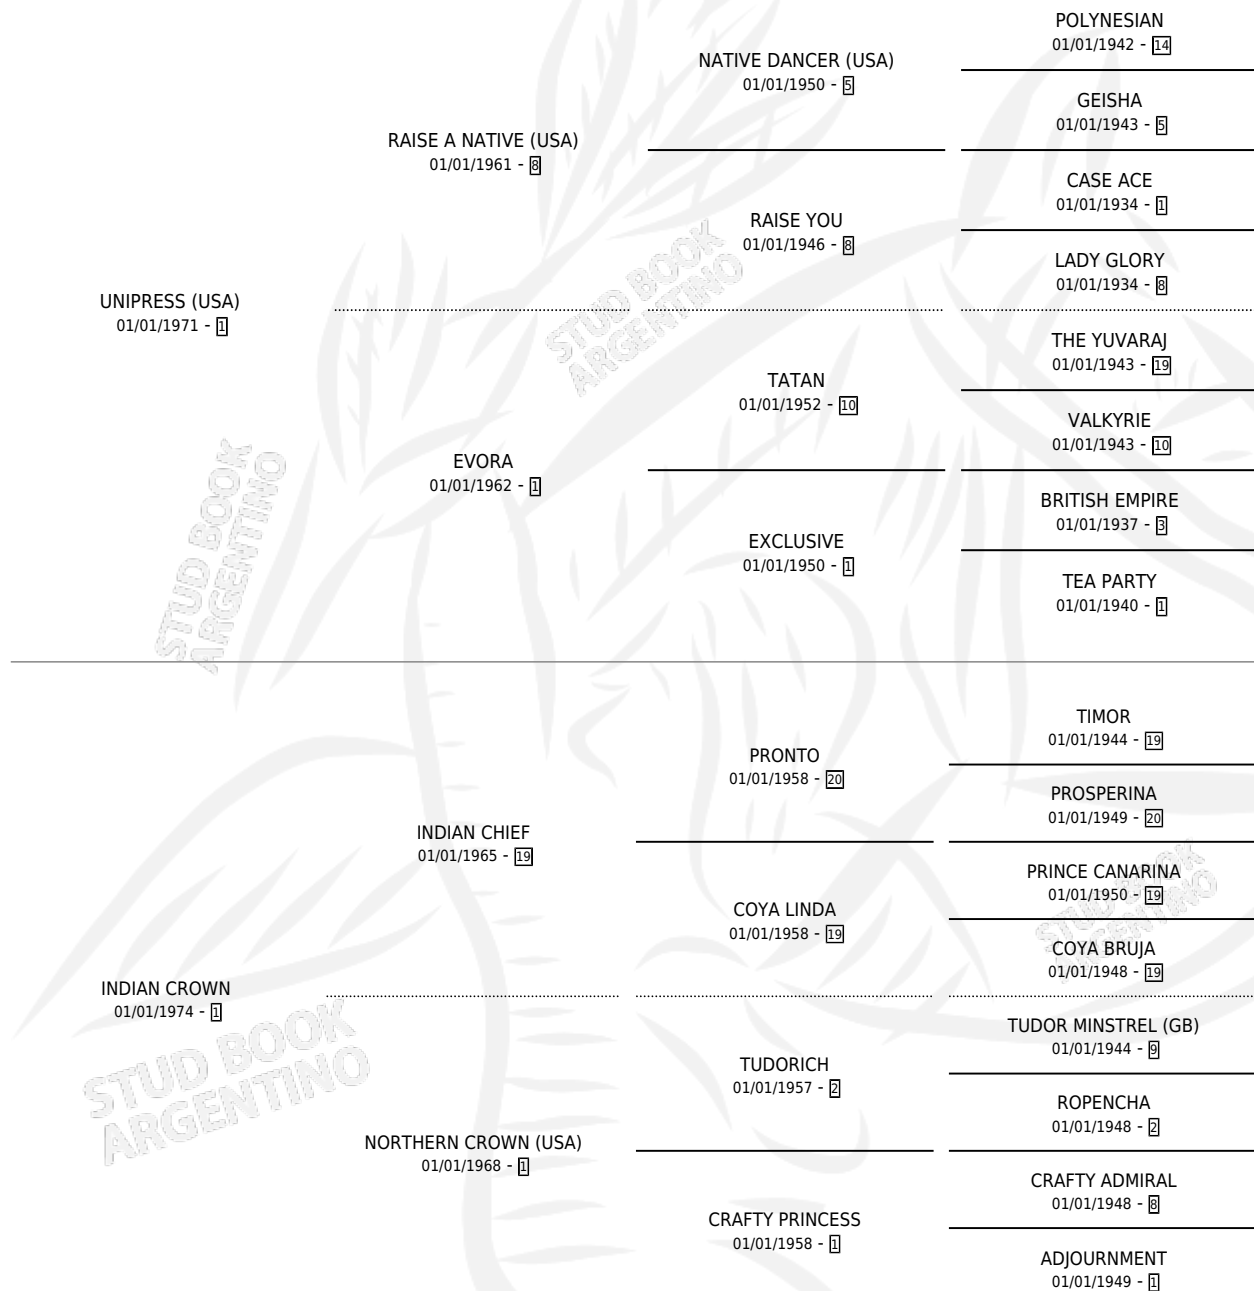 POLYNESIAN
01/01/1942 - 14
NATIVE DANCER (USA)
01/01/1950 - 5
GEISHA
01/01/1943 - 5
RAISE A NATIVE (USA)
01/01/1961 - 8
CASE ACE
01/01/1934 - 1
RAISE YOU
01/01/1946 - 8
LADY GLORY
01/01/1934 - 8
UNIPRESS (USA)
01/01/1971 - 1
STUD BOOK
ARGENTINO
THE YUVARAJ
01/01/1943 - 19
TATAN
01/01/1952 - 10
VALKYRIE
01/01/1943 - 10
EVORA
01/01/1962 - 1
BRITISH EMPIRE
01/01/1937 - 3
EXCLUSIVE
01/01/1950 - 1
TEA PARTY
01/01/1940 - 1
STUD BOOK
ARGENTINO
TIMOR
01/01/1944 - 19
PRONTO
01/01/1958 - 20
PROSPERINA
01/01/1949 - 20
INDIAN CHIEF
01/01/1965 - 19
PRINCE CANARINA
01/01/1950 - 19
COYA LINDA
01/01/1958 - 19
STUD BOOK
ARGENTINO
COYA BRUJA
01/01/1948 - 19
INDIAN CROWN
01/01/1974 - 1
STUD BOOK
ARGENTINO
TUDOR MINSTREL (GB)
01/01/1944 - 9
TUDORICH
01/01/1957 - 2
ROPENCHA
01/01/1948 - 2
NORTHERN CROWN (USA)
01/01/1968 - 1
CRAFTY ADMIRAL
01/01/1948 - 8
CRAFTY PRINCESS
01/01/1958 - 1
ADJOURNMENT
01/01/1949 - 1